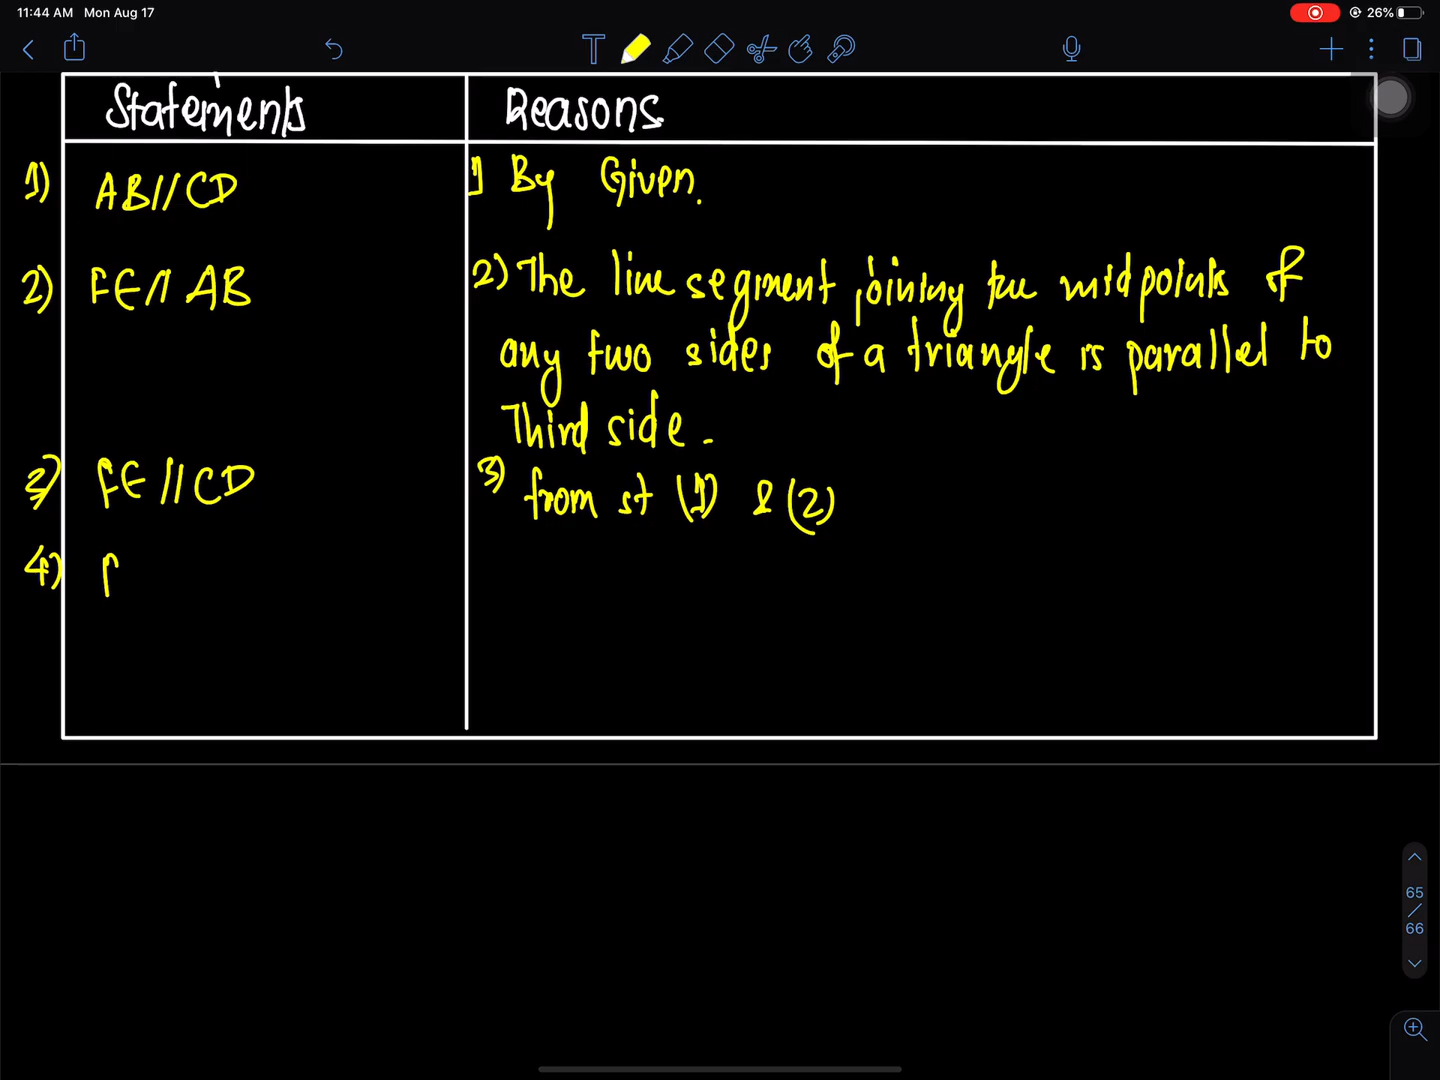 11:44 AM Mon Aug 17
26%
Statements Reasons
1) AB//CD 1) By Given.
2) FE// AB 2) The line segment joining the midpoints of
any two sides of a triangle is parallel to
Third side.
3) FE //CD 3) from st (1) & (2)
4) F
65
/
66